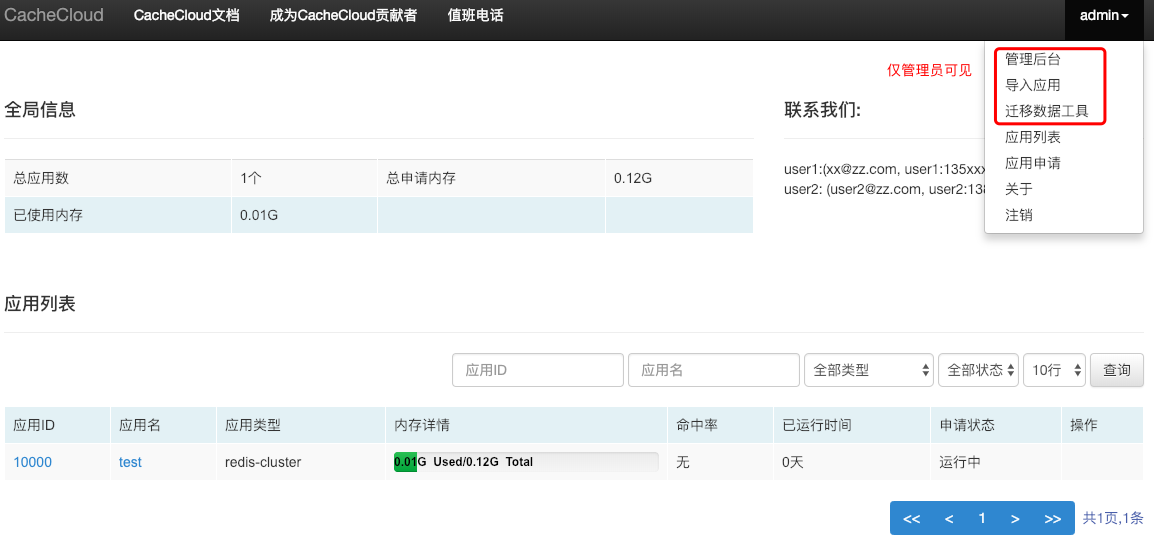 CacheCloud CacheCloud文档 成为CacheCloud贡献者 值班电话 admin
仅管理员可见
管理后台
导入应用
迁移数据工具
应用列表
应用申请
关于
注销
全局信息
总应用数 1个 总申请内存 0.12G
已使用内存 0.01G
联系我们:
user1:(xx@zz.com, user1:135xxx
user2: (user2@zz.com, user2:138
应用列表
应用ID 应用名 全部类型 全部状态 10行 查询
应用ID 应用名 应用类型 内存详情 命中率 已运行时间 申请状态 操作
10000 test redis-cluster 0.01G Used/0.12G Total 无 0天 运行中
<< < 1 > >> 共1页,1条